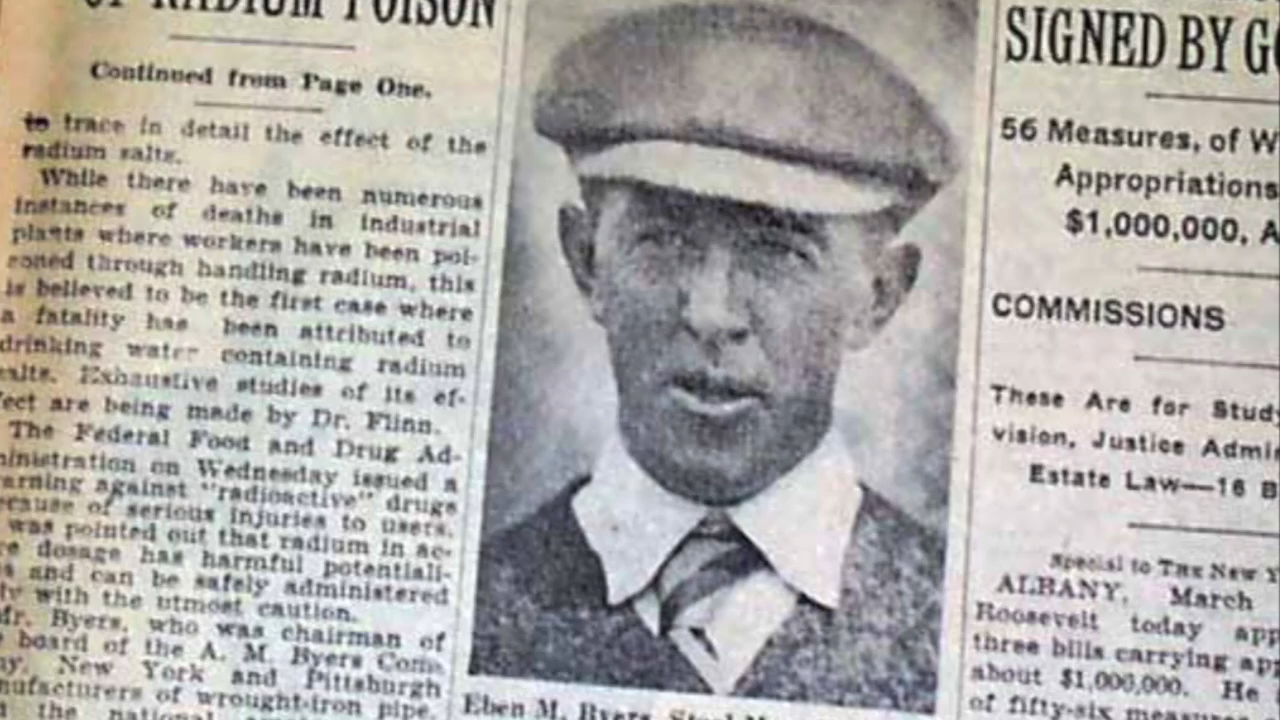 RADIUM POISON
Continued from Page One.
to trace in detail the effect of the
radium salts.
While there have been numerous
instances of deaths in industrial
plants where workers have been poi-
soned through handling radium, this
is believed to be the first case where
a fatality has been attributed to
drinking water containing radium
salts. Exhaustive studies of its ef-
fect are being made by Dr. Flinn.
The Federal Food and Drug Ad-
ministration on Wednesday issued a
warning against "radioactive" drugs
because of serious injuries to users.
was pointed out that radium in ac-
dosage has harmful potentiali-
and can be safely administered
with the utmost caution.
Mr. Byers, who was chairman of
board of the A. M. Byers Com-
New York and Pittsburgh
manufacturers of wrought-iron pipe,
the national
Eben M. Byers, Steel
SIGNED BY GO
56 Measures, of W
Appropriations
$1,000,000, A
COMMISSIONS
These Are for Study
vision, Justice Admin
Estate Law—16 B
Special to THE NEW Y
ALBANY, March
Roosevelt today app
three bills carrying app
about $1,000,000. He
of fifty-six measures